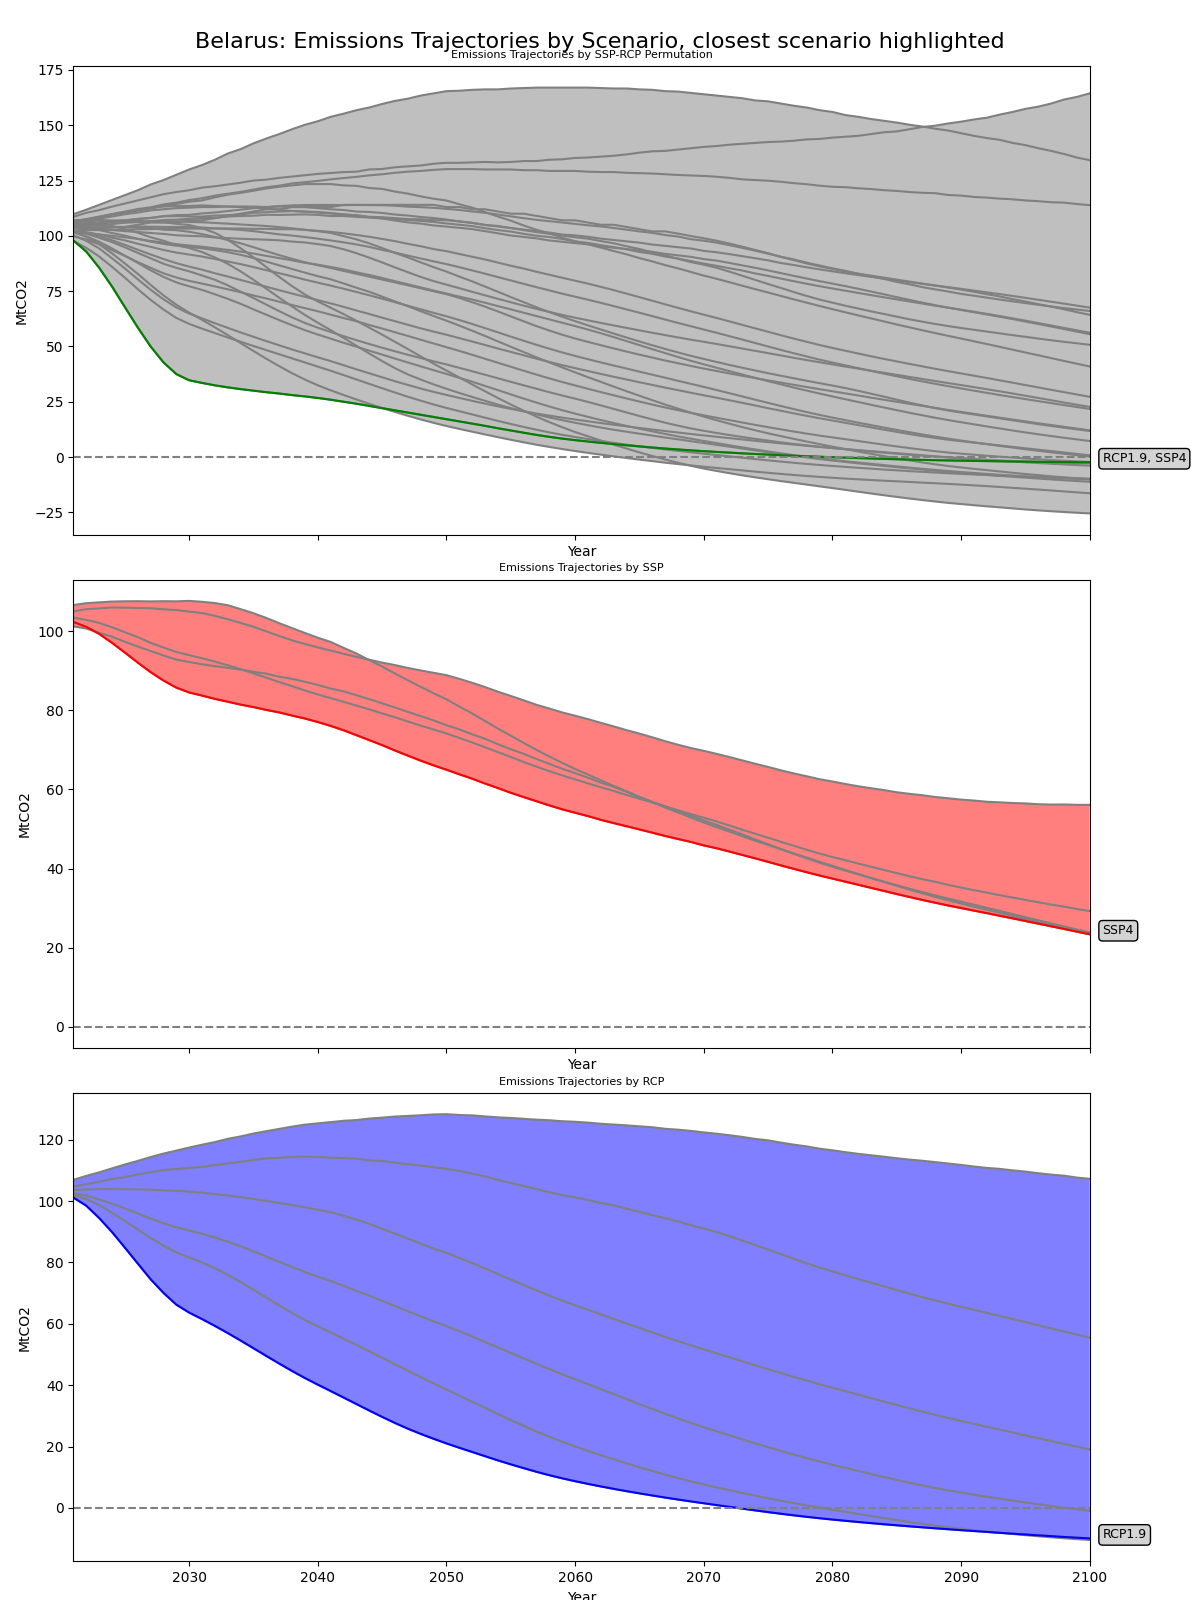 Belarus: Emissions Trajectories by Scenario, closest scenario highlighted
Emissions Trajectories by SSP-RCP Permutation
175
150
125
100
75
50
25
0
−25
MtCO2
RCP1.9, SSP4
Year
Emissions Trajectories by SSP
100
80
60
40
20
0
MtCO2
SSP4
Year
Emissions Trajectories by RCP
120
100
80
60
40
20
0
MtCO2
RCP1.9
2030 2040 2050 2060 2070 2080 2090 2100
Year